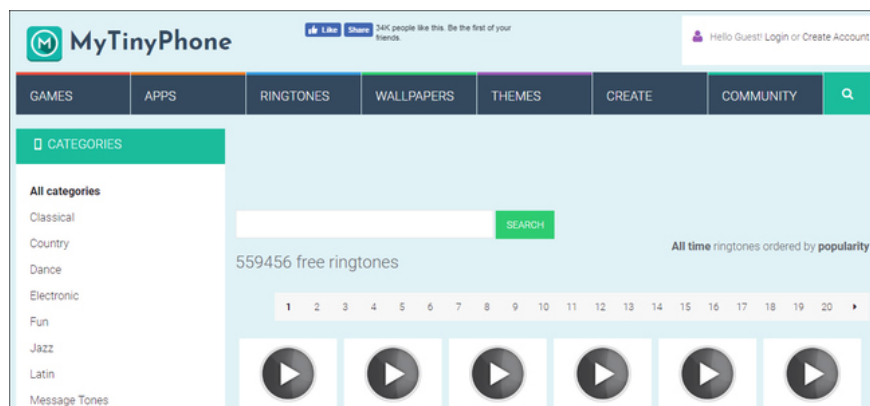 MyTinyPhone
Like Share 34K people like this. Be the first of your
friends.
Hello Guest! Login or Create Account
GAMES APPS RINGTONES WALLPAPERS THEMES CREATE COMMUNITY
CATEGORIES
All categories
Classical
Country
Dance
Electronic
Fun
Jazz
Latin
Message Tones
SEARCH
All time ringtones ordered by popularity
559456 free ringtones
1 2 3 4 5 6 7 8 9 10 11 12 13 14 15 16 17 18 19 20